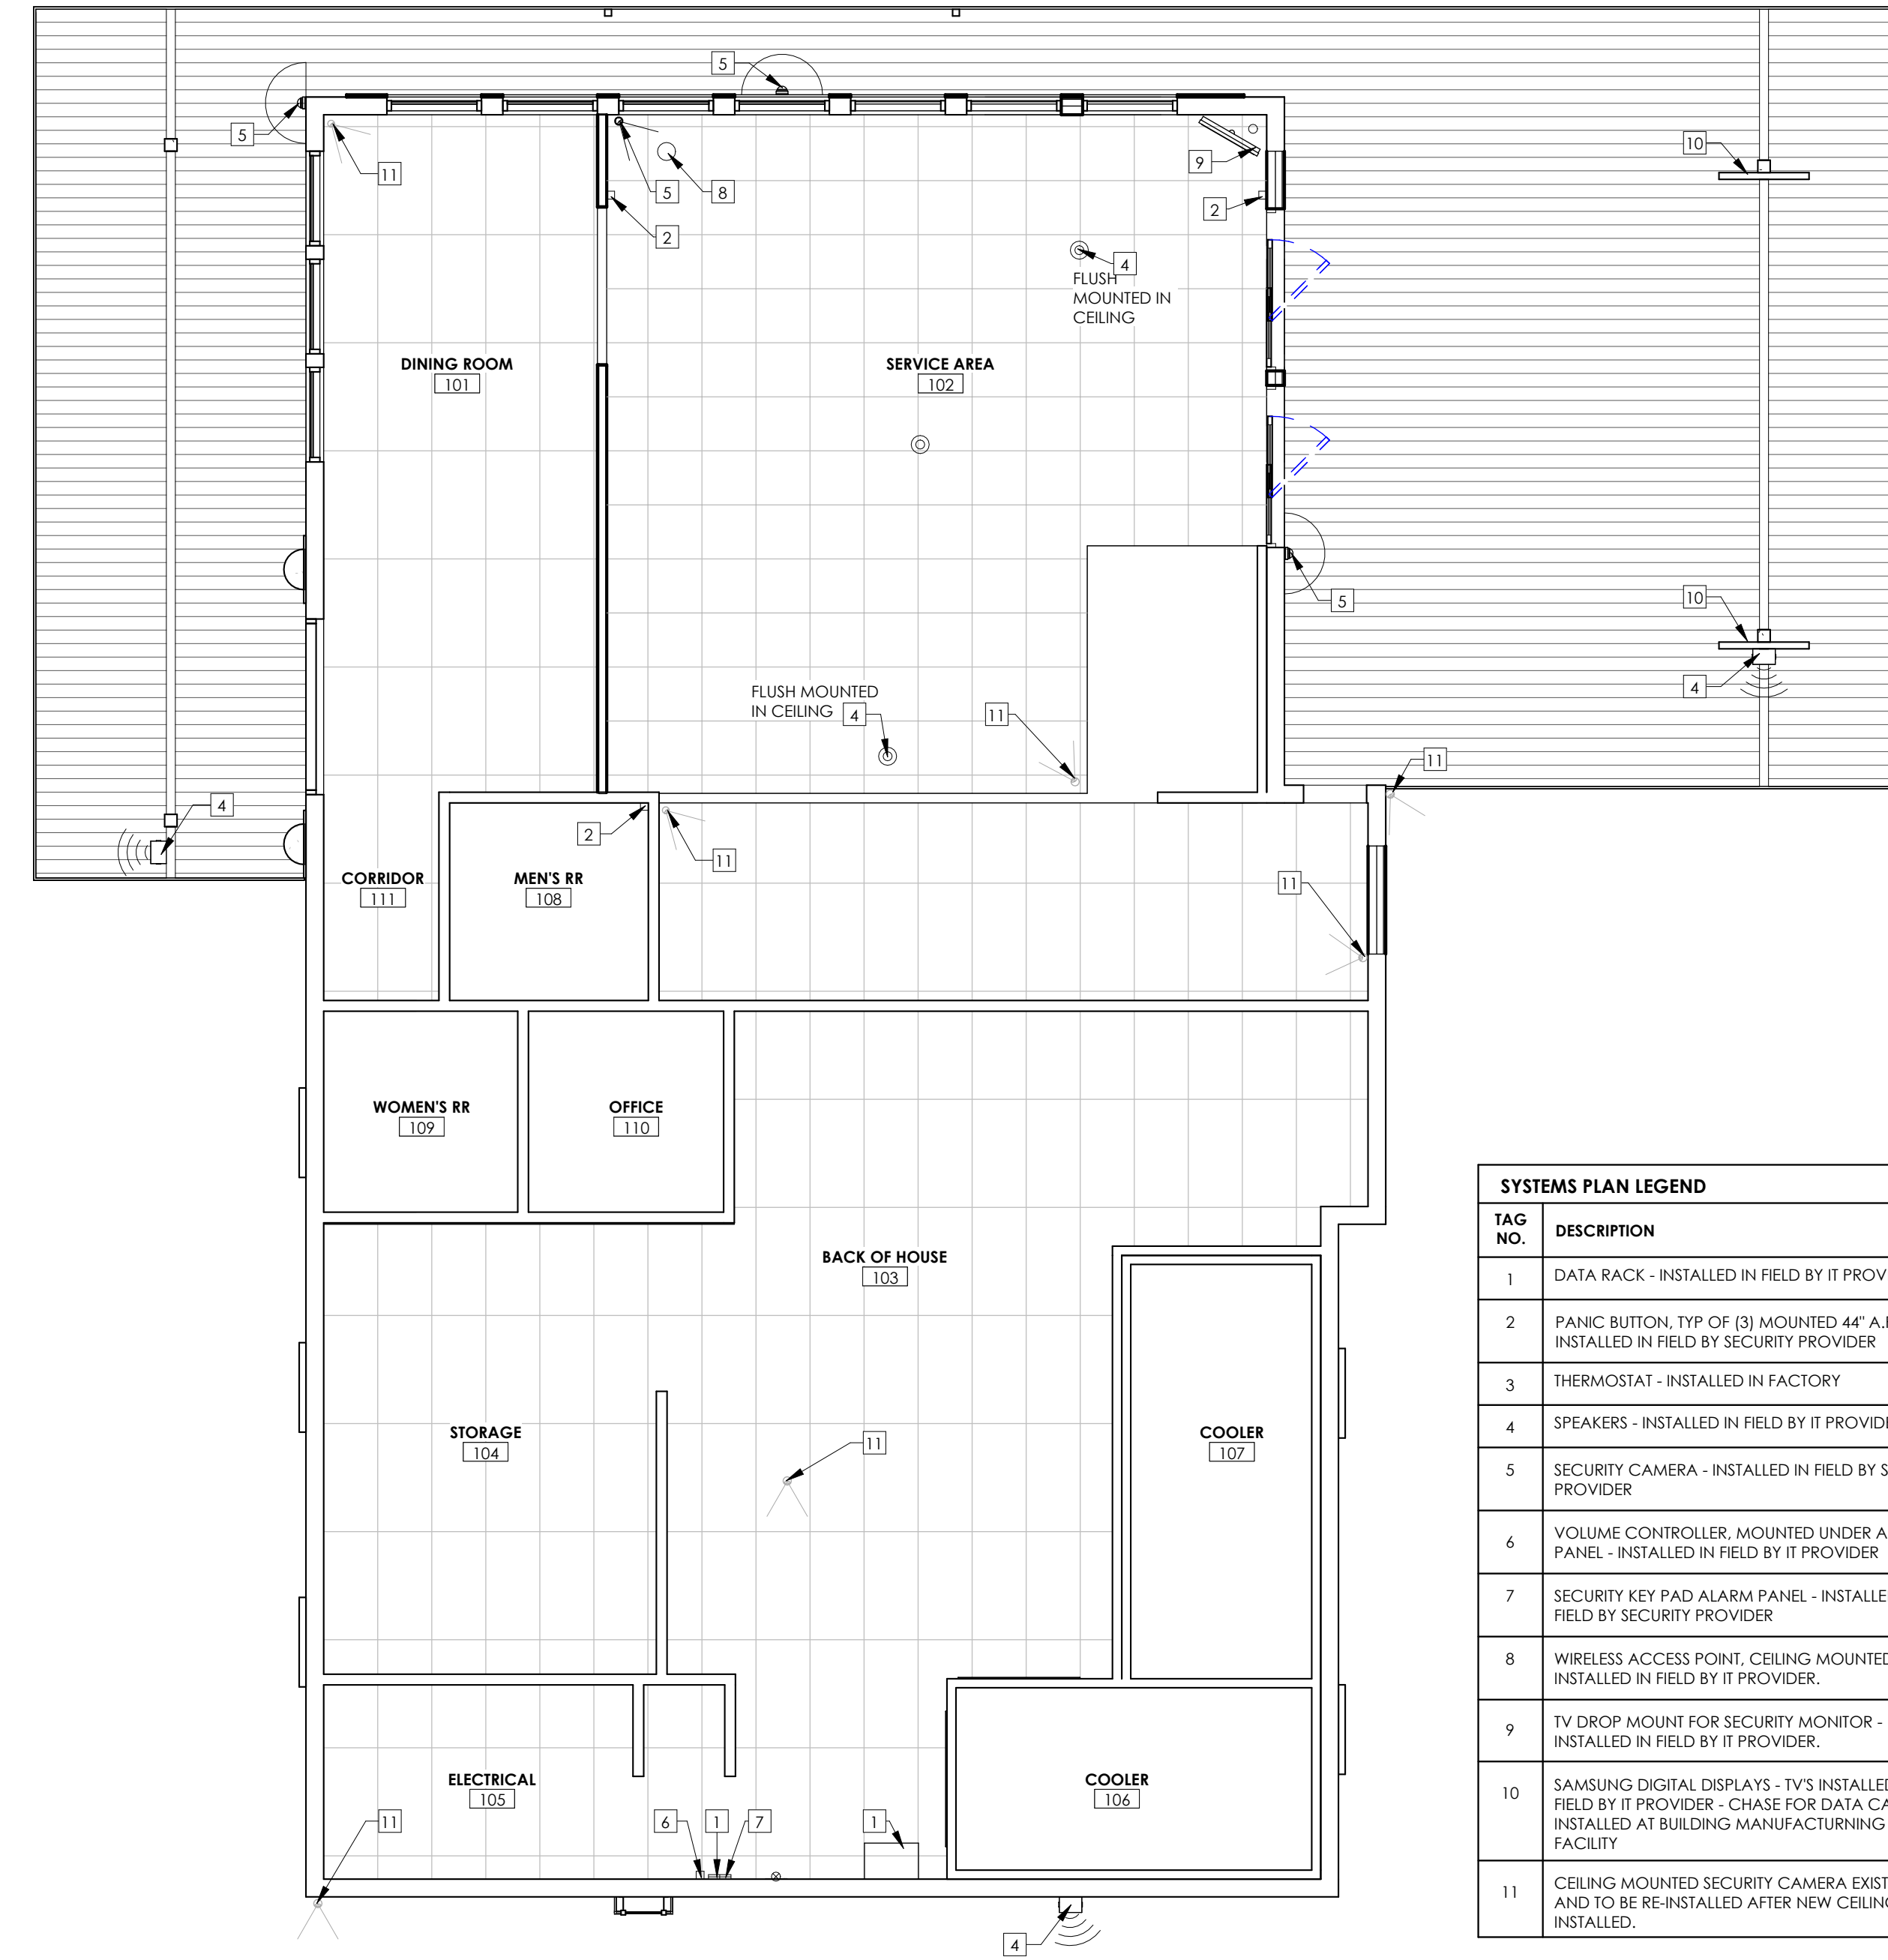 5
5
11
9
10
5
8
2
2
4
FLUSH
MOUNTED IN
CEILING
DINING ROOM
101
SERVICE AREA
102
5
10
4
FLUSH MOUNTED
IN CEILING
4
11
11
4
2
11
CORRIDOR
111
MEN'S RR
108
11
WOMEN'S RR
109
OFFICE
110
BACK OF HOUSE
103
STORAGE
104
11
COOLER
107
ELECTRICAL
105
COOLER
106
11
6
1
7
1
4
SYSTEMS PLAN LEGEND
TAG
NO.
DESCRIPTION
1
DATA RACK - INSTALLED IN FIELD BY IT
2
PANIC BUTTON, TYP OF (3) MOUNTED 44"
INSTALLED IN FIELD BY SECURITY PROVIDER
3
THERMOSTAT - INSTALLED IN FACTORY
4
SPEAKERS - INSTALLED IN FIELD BY IT
5
SECURITY CAMERA - INSTALLED IN FIELD BY
PROVIDER
6
VOLUME CONTROLLER, MOUNTED UNDER
PANEL - INSTALLED IN FIELD BY IT PROVIDER
7
SECURITY KEY PAD ALARM PANEL -
FIELD BY SECURITY PROVIDER
8
WIRELESS ACCESS POINT, CEILING MOUNTED
INSTALLED IN FIELD BY IT PROVIDER.
9
TV DROP MOUNT FOR SECURITY MONITOR -
INSTALLED IN FIELD BY IT PROVIDER.
10
SAMSUNG DIGITAL DISPLAYS - TV'S INSTALLED
FIELD BY IT PROVIDER - CHASE FOR DATA
INSTALLED AT BUILDING MANUFACTURNING
FACILITY
11
CEILING MOUNTED SECURITY CAMERA
AND TO BE RE-INSTALLED AFTER NEW
INSTALLED.